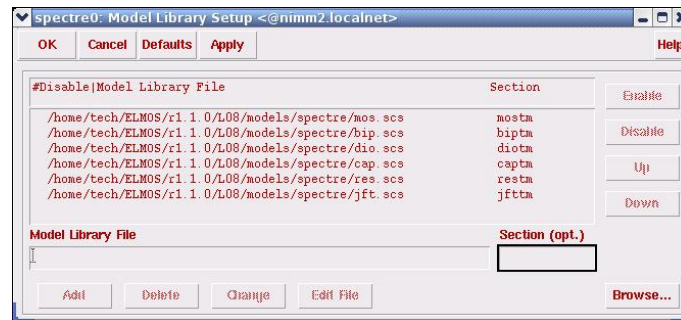 spectre0: Model Library Setup <@nimm2.localnet>
OK Cancel Defaults Apply Help
#Disable|Model Library File Section
Enable
/home/tech/ELMOS/r1.1.0/L08/models/spectre/mos.scs mostm
/home/tech/ELMOS/r1.1.0/L08/models/spectre/bip.scs biptm
Disable
/home/tech/ELMOS/r1.1.0/L08/models/spectre/dio.scs diotm
/home/tech/ELMOS/r1.1.0/L08/models/spectre/cap.scs captm
/home/tech/ELMOS/r1.1.0/L08/models/spectre/res.scs restm
Up
/home/tech/ELMOS/r1.1.0/L08/models/spectre/jft.scs jfttm
Down
Model Library File Section (opt.)
Add Delete Change Edit File Browse...